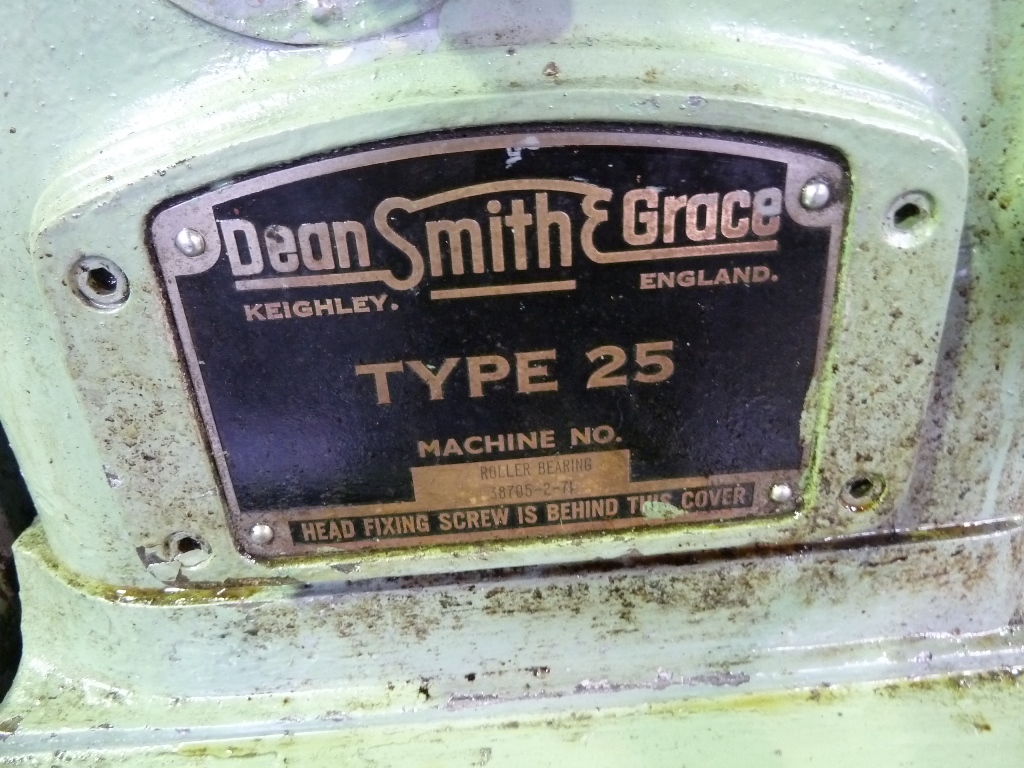 Dean Smith & Grace
KEIGHLEY. ENGLAND.
TYPE 25
MACHINE NO.
ROLLER BEARING
38705-2-71
HEAD FIXING SCREW IS BEHIND THIS COVER